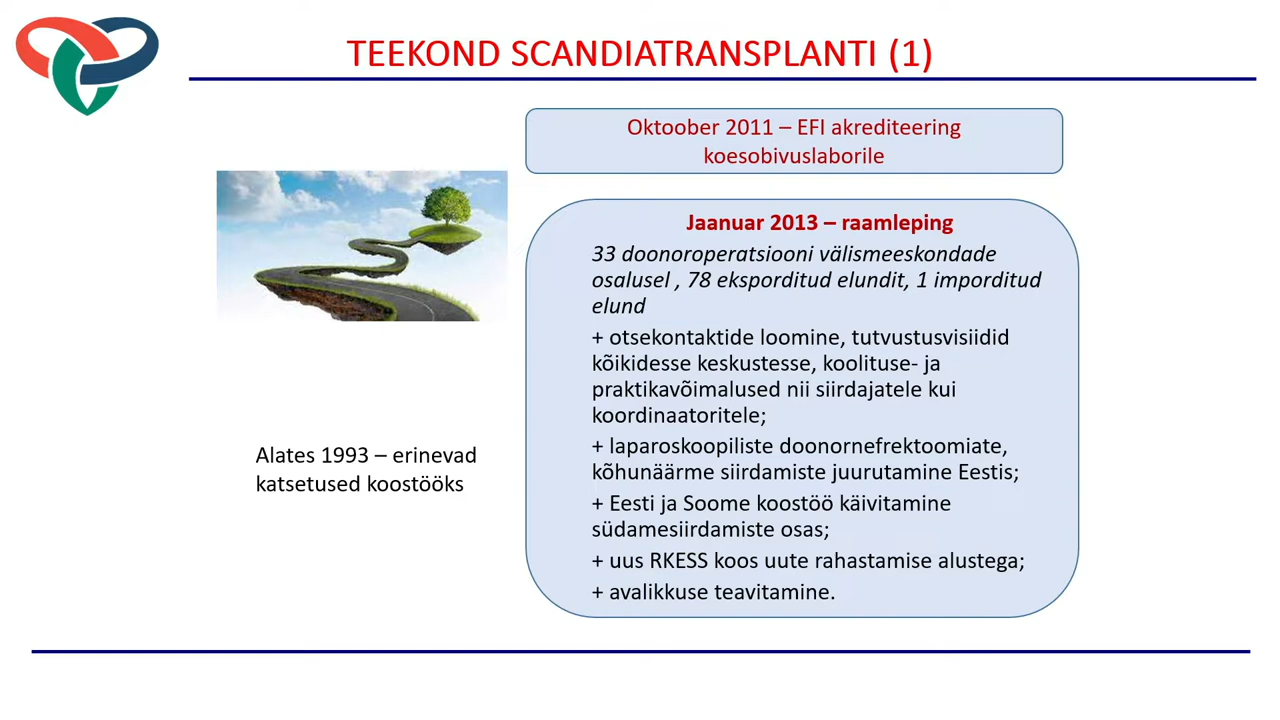 TEEKOND SCANDIATRANSPLANTI (1)
Oktoober 2011 – EFI akrediteering
koesobivuslaborile
Jaanuar 2013 – raamleping
33 doonoroperatsiooni välismeeskondade
osalusel , 78 eksporditud elundit, 1 imporditud
elund
+ otsekontaktide loomine, tutvustusvisiidid
kõikidesse keskustesse, koolituse- ja
praktikavõimalused nii siirdajatele kui
koordinaatoritele;
+ laparoskoopiliste doonornefrektoomiate,
kõhunäärme siirdamiste juurutamine Eestis;
+ Eesti ja Soome koostöö käivitamine
südamesiirdamiste osas;
+ uus RKESS koos uute rahastamise alustega;
+ avalikkuse teavitamine.
Alates 1993 – erinevad
katsetused koostööks